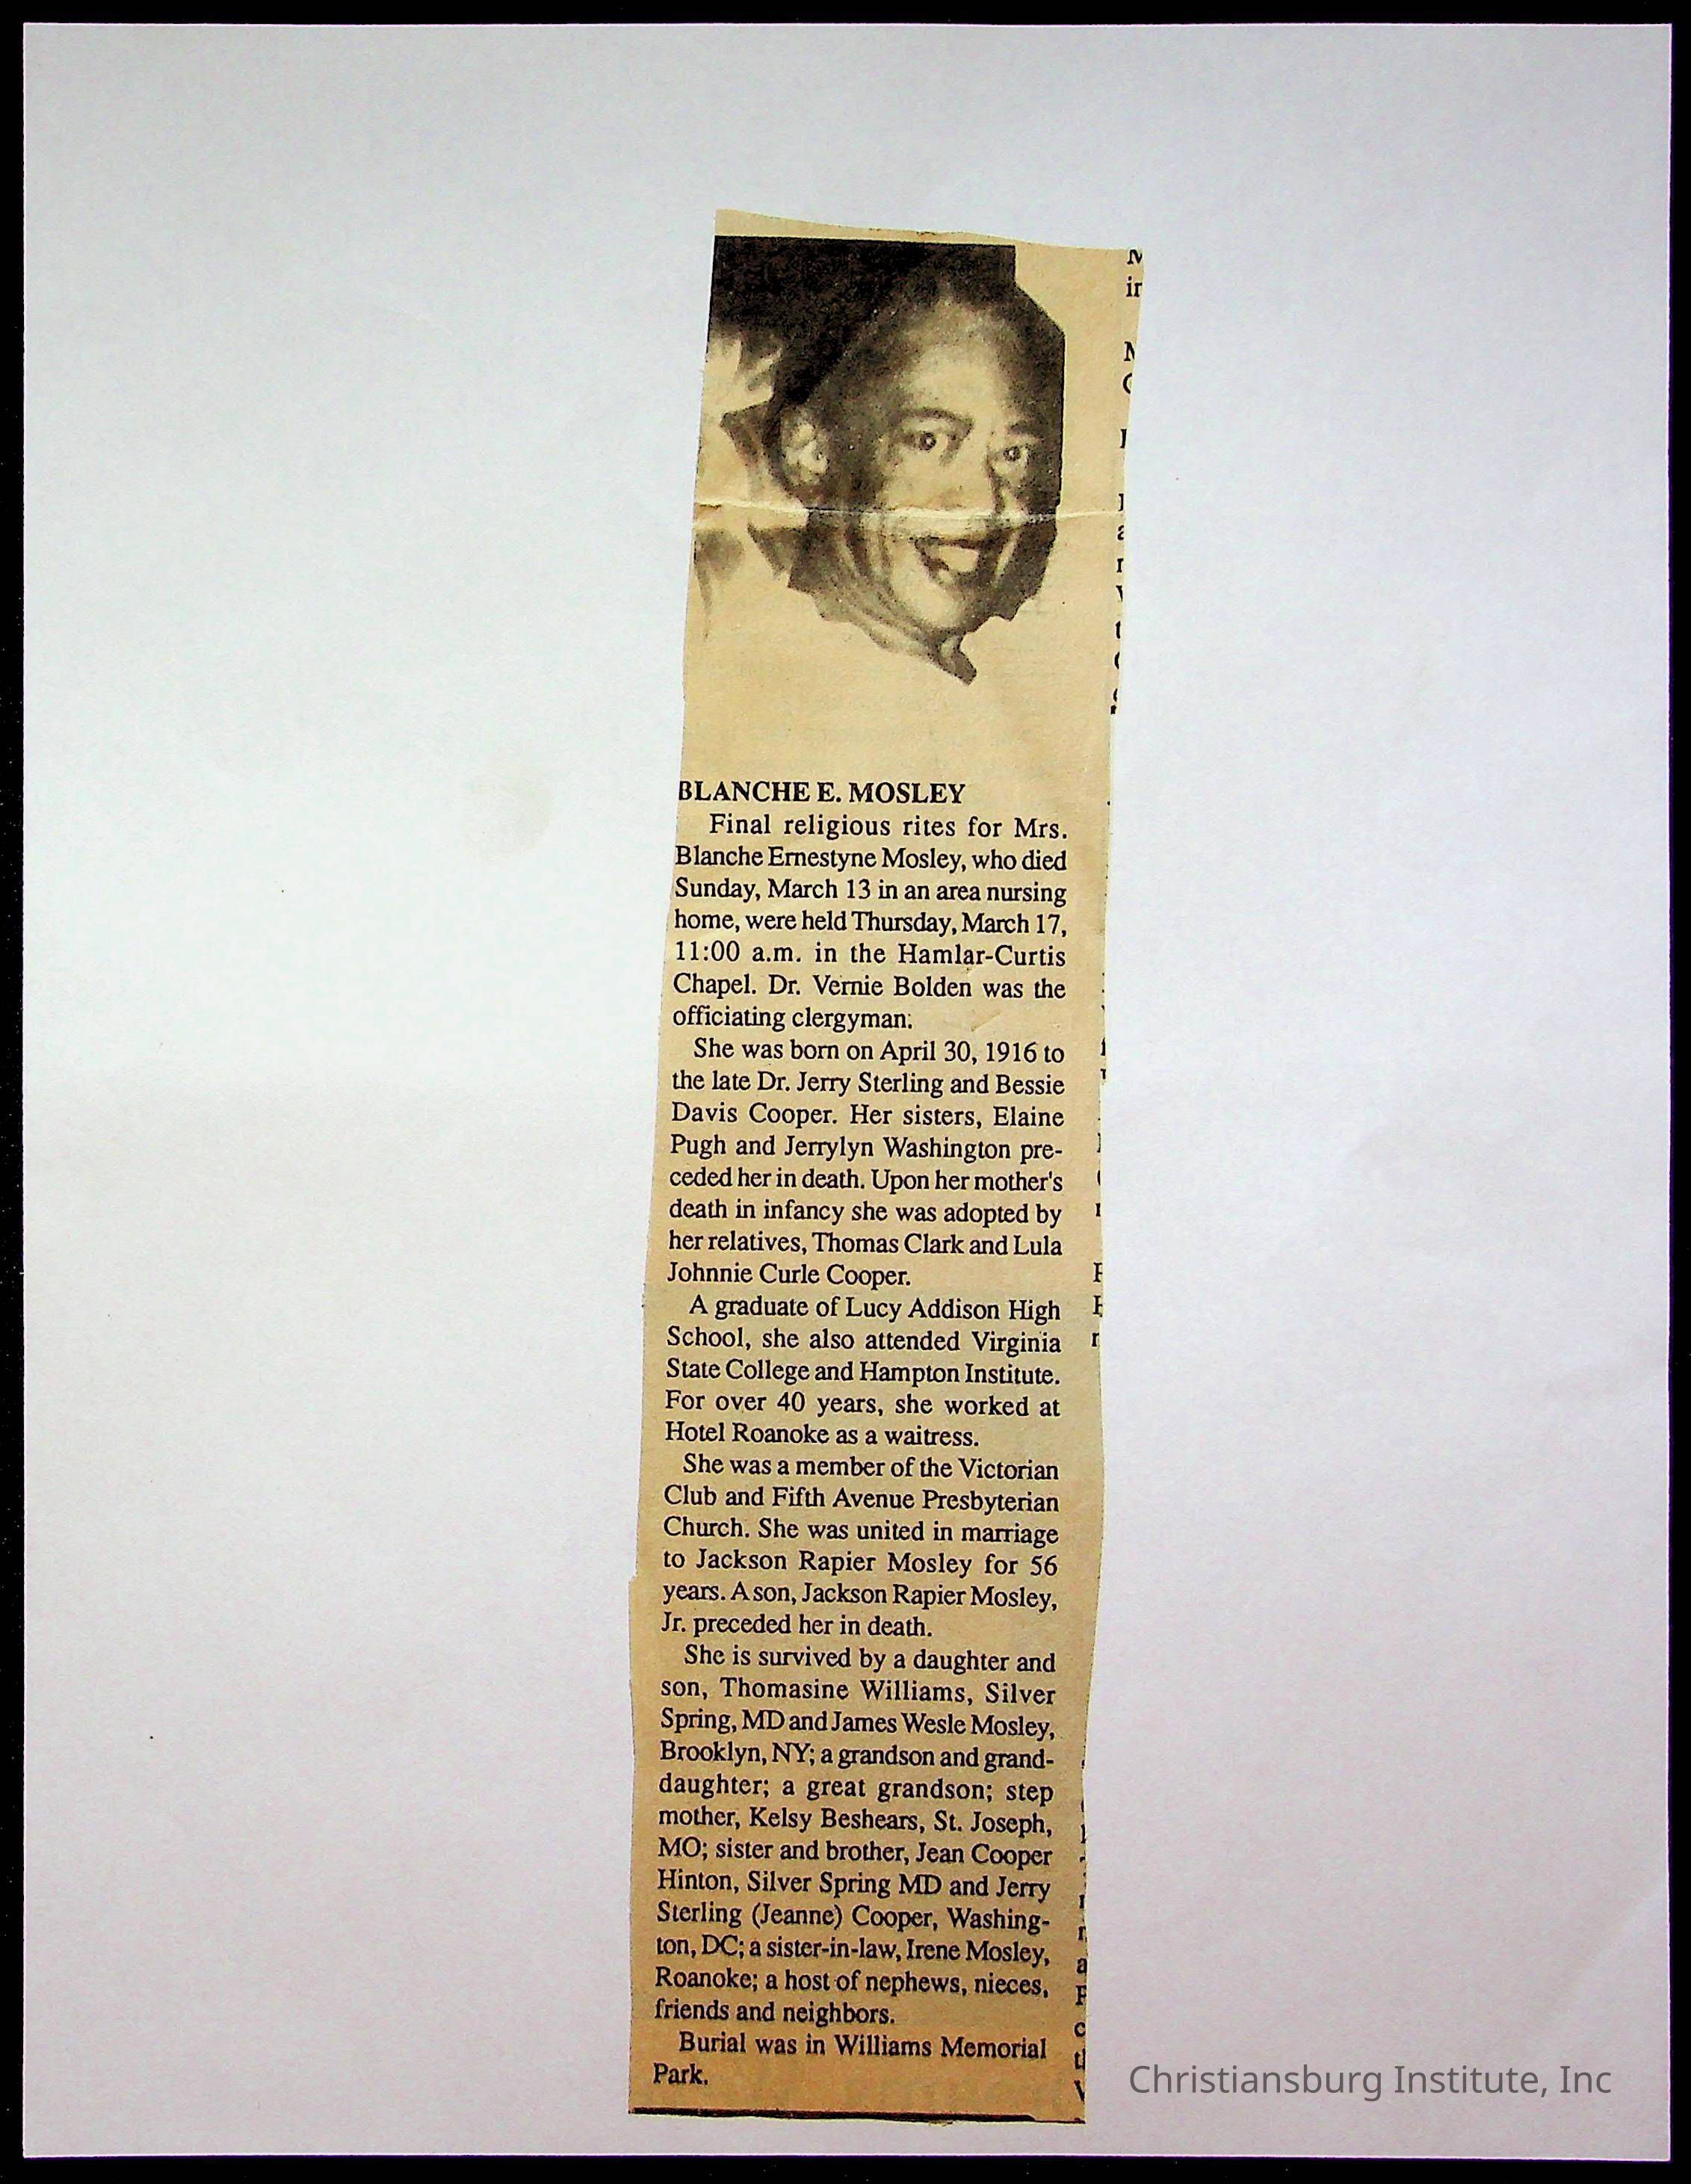 BLANCHE E. MOSLEY
Final religious rites for Mrs.
Blanche Ernestyne Mosley, who died
Sunday, March 13 in an area nursing
home, were held Thursday, March 17,
11:00 a.m. in the Hamlar-Curtis
Chapel. Dr. Vernie Bolden was the
officiating clergyman.
She was born on April 30, 1916 to
the late Dr. Jerry Sterling and Bessie
Davis Cooper. Her sisters, Elaine
Pugh and Jerrylyn Washington pre-
ceded her in death. Upon her mother's
death in infancy she was adopted by
her relatives, Thomas Clark and Lula
Johnnie Curle Cooper.
A graduate of Lucy Addison High
School, she also attended Virginia
State College and Hampton Institute.
For over 40 years, she worked at
Hotel Roanoke as a waitress.
She was a member of the Victorian
Club and Fifth Avenue Presbyterian
Church. She was united in marriage
to Jackson Rapier Mosley for 56
years. A son, Jackson Rapier Mosley,
Jr. preceded her in death.
She is survived by a daughter and
son, Thomasine Williams, Silver
Spring, MD and James Wesle Mosley,
Brooklyn, NY; a grandson and grand-
daughter; a great grandson; step
mother, Kelsy Beshears, St. Joseph,
MO; sister and brother, Jean Cooper
Hinton, Silver Spring MD and Jerry
Sterling (Jeanne) Cooper, Washing-
ton, DC; a sister-in-law, Irene Mosley,
Roanoke; a host of nephews, nieces,
friends and neighbors.
Burial was in Williams Memorial
Park.
Christiansburg Institute, Inc